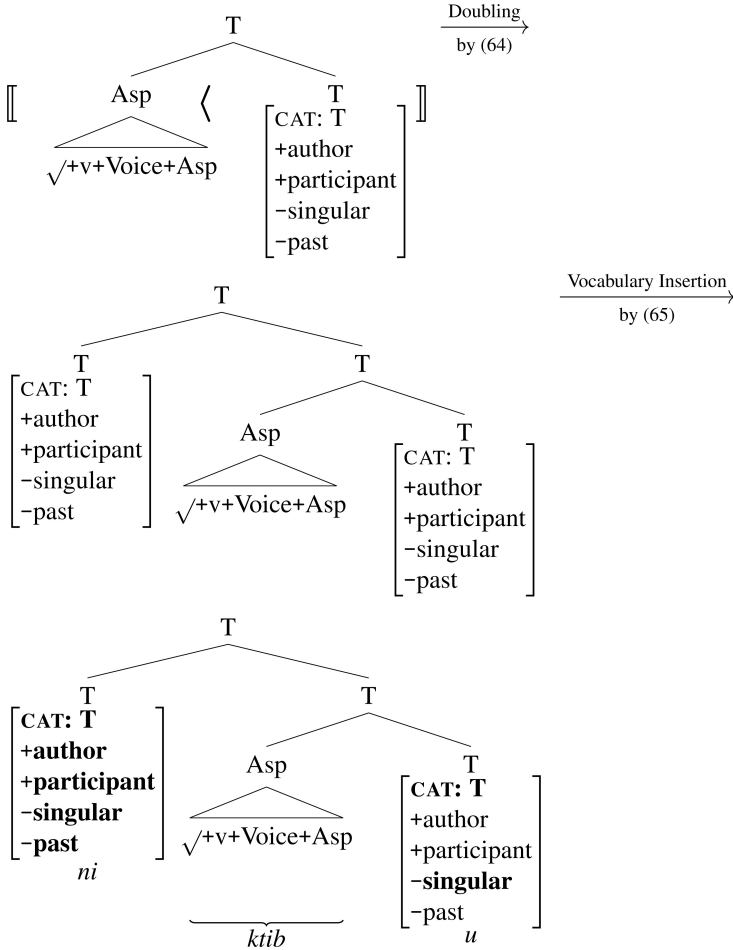 T
Doubling
by (64)
⟦ Asp ⟨ T ⟧
√+v+Voice+Asp
CAT: T
+author
+participant
−singular
−past
T
Vocabulary Insertion
by (65)
T
CAT: T
+author
+participant
−singular
−past
T
Asp
√+v+Voice+Asp
T
CAT: T
+author
+participant
−singular
−past
T
T
CAT: T
+author
+participant
−singular
−past
ni
T
Asp
√+v+Voice+Asp
ktib
T
CAT: T
+author
+participant
−singular
−past
u